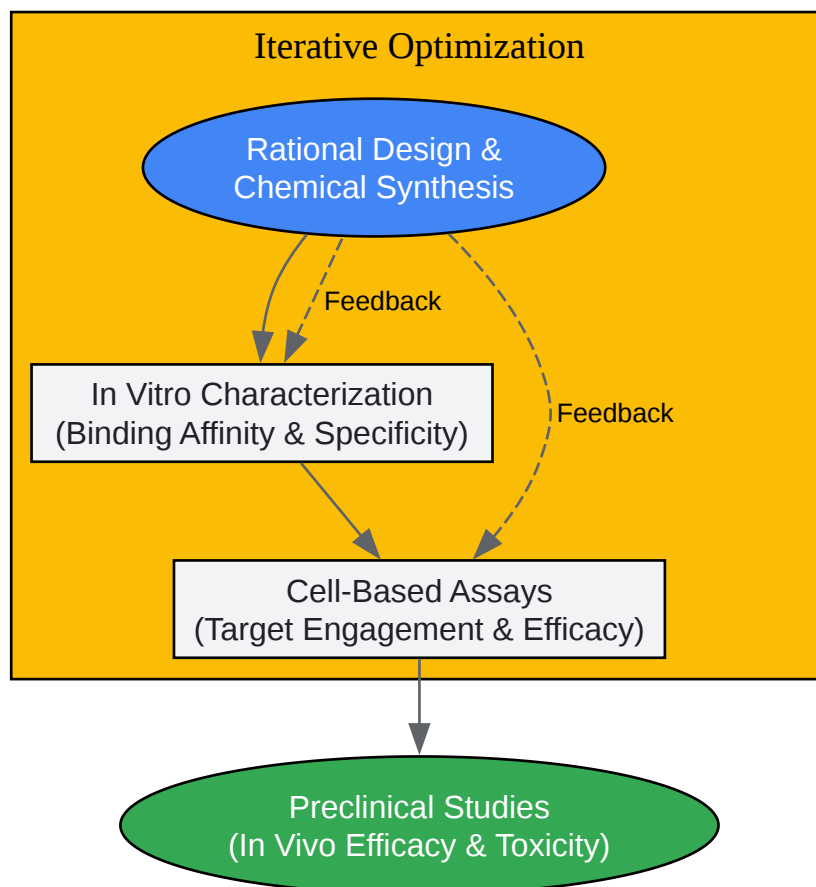 Iterative Optimization
Rational Design &
Chemical Synthesis
Feedback
In Vitro Characterization
(Binding Affinity & Specificity)
Feedback
Cell-Based Assays
(Target Engagement & Efficacy)
Preclinical Studies
(In Vivo Efficacy & Toxicity)